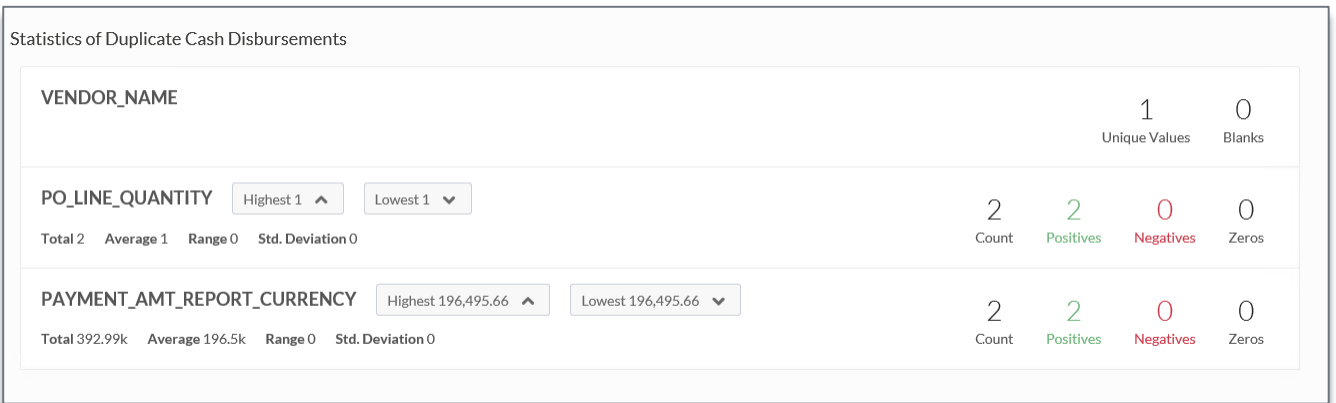 Statistics of Duplicate Cash Disbursements
VENDOR_NAME
1 0
Unique Values Blanks
PO_LINE_QUANTITY Highest 1 Lowest 1
2 2 0 0
Total 2 Average 1 Range 0 Std. Deviation 0
Count Positives Negatives Zeros
PAYMENT_AMT_REPORT_CURRENCY Highest 196,495.66 Lowest 196,495.66
2 2 0 0
Total 392.99k Average 196.5k Range 0 Std. Deviation 0
Count Positives Negatives Zeros